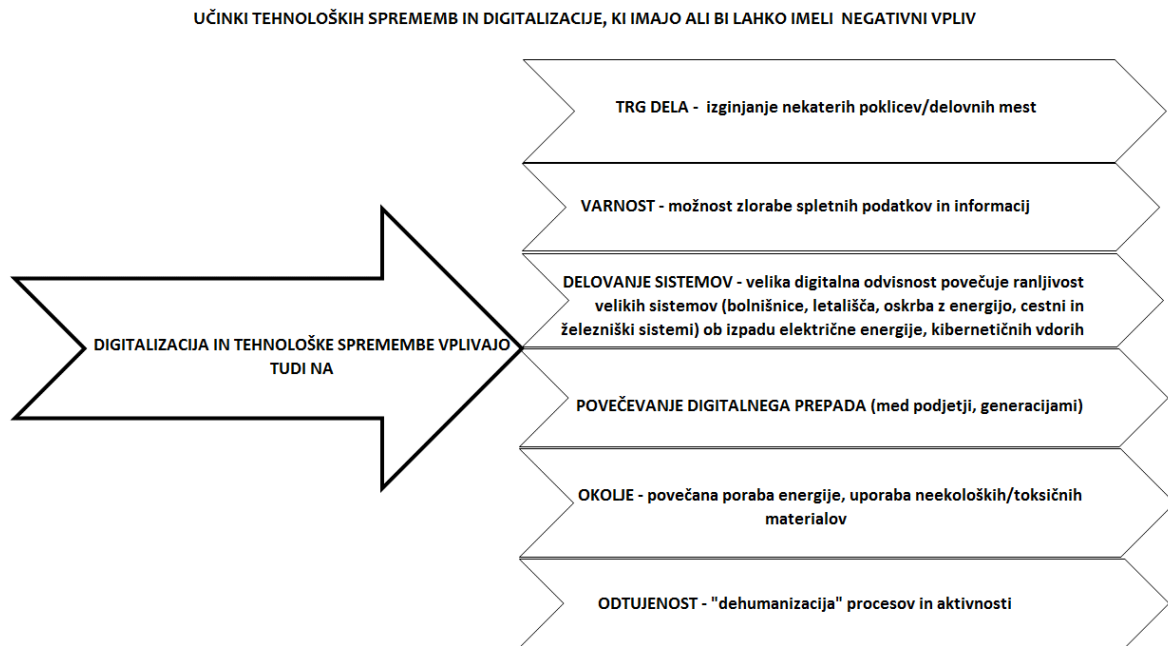 UČINKI TEHNOLOŠKIH SPREMEMB IN DIGITALIZACIJE, KI IMAJO ALI BI LAHKO IMELI NEGATIVNI VPLIV
DIGITALIZACIJA IN TEHNOLOŠKE SPREMEMBE VPLIVAJO
TUDI NA
TRG DELA - izginjanje nekaterih poklicev/delovnih mest
VARNOST - možnost zlorabe spletnih podatkov in informacij
DELOVANJE SISTEMOV - velika digitalna odvisnost povečuje ranljivost
velikih sistemov (bolnišnice, letališča, oskrba z energijo, cestni in
železniški sistemi) ob izpadu električne energije, kibernetičnih vdorih
POVEČEVANJE DIGITALNEGA PREPADA (med podjetji, generacijami)
OKOLJE - povečana poraba energije, uporaba neekoloških/toksičnih
materialov
ODTUJENOST - "dehumanizacija" procesov in aktivnosti